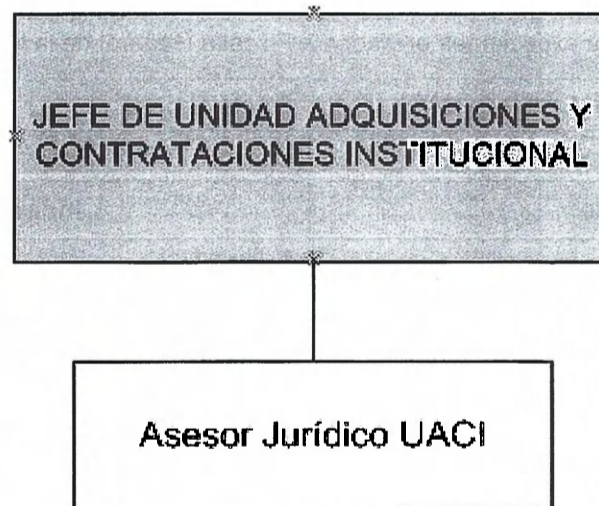 JEFE DE UNIDAD ADQUISICIONES Y
CONTRATACIONES INSTITUCIONAL
Asesor Jurídico UACI